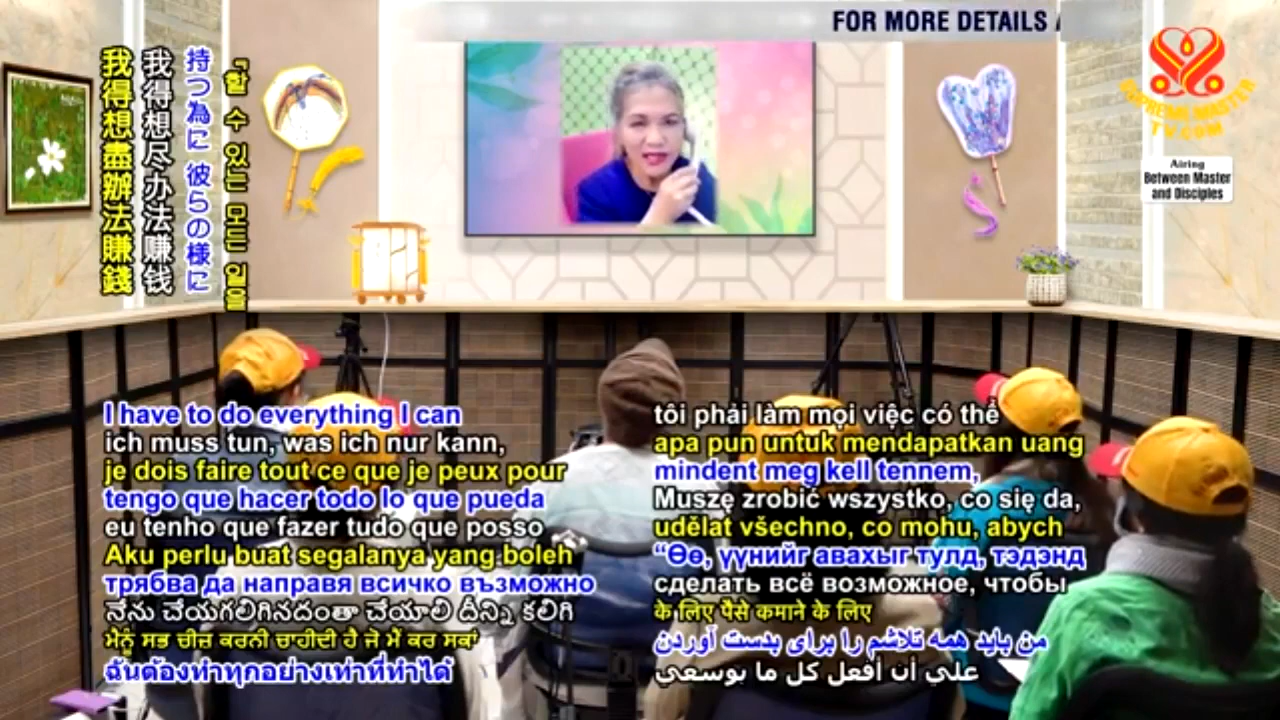 FOR MORE DETAILS
SUPREME MASTER
TV.COM
Airing
Between Master
and Disciples
我得想盡辦法賺錢
我得想尽办法赚钱
持つ為に 彼らの様に
「할 수 있는 모든 일을
I have to do everything I can
ich muss tun, was ich nur kann,
je dois faire tout ce que je peux pour
tengo que hacer todo lo que pueda
eu tenho que fazer tudo que posso
Aku perlu buat segalanya yang boleh
трябва да направя всичко възможно
నేను చేయగలిగినదంతా చేయాలి దీన్ని కలిగి
ਮੈਨੂੰ ਸਭ ਚੀਜ਼ ਕਰਨੀ ਚਾਹੀਦੀ ਹੈ ਜੋ ਮੈਂ ਕਰ ਸਕਾਂ
ฉันต้องทำทุกอย่างเท่าที่ทำได้
tôi phải làm mọi việc có thể
apa pun untuk mendapatkan uang
mindent meg kell tennem,
Muszę zrobić wszystko, co się da,
udělat všechno, co mohu, abych
“Өө, үүнийг авахыг тулд, тэдэнд
сделать всё возможное, чтобы
के लिए पैसे कमाने के लिए
من باید همه تلاشم را برای بدست آوردن
علي أن أفعل كل ما بوسعي